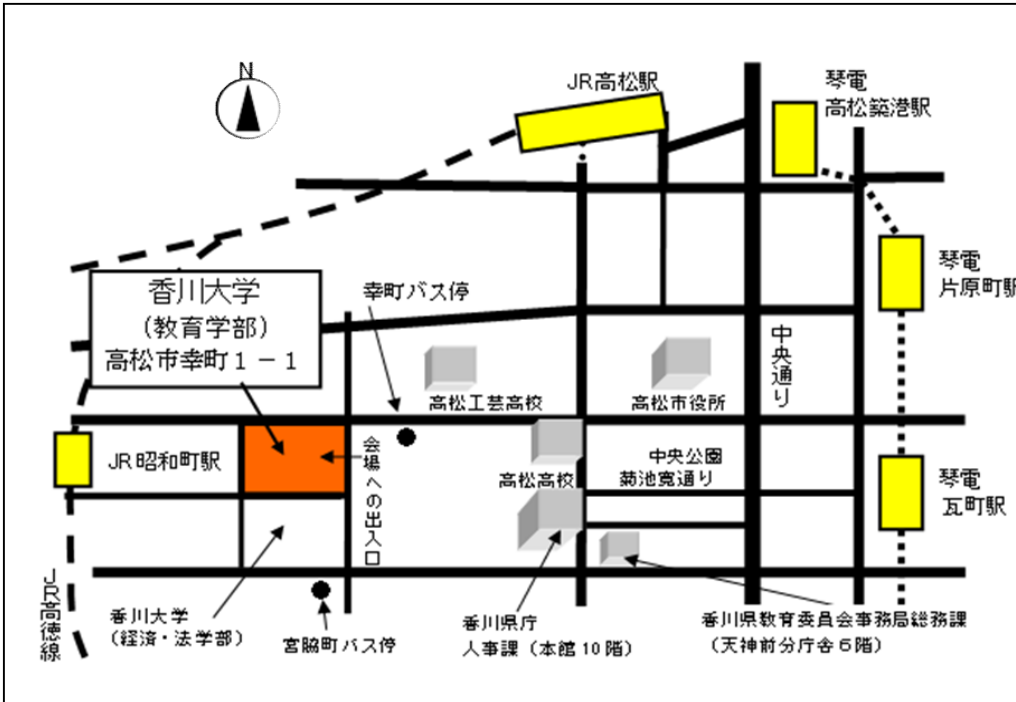 N
JR高松駅
琴電
高松築港駅
琴電
片原町駅
香川大学
(教育学部)
高松市幸町1-1
幸町バス停
中央通り
高松工芸高校
高松市役所
JR昭和町駅
会場への出入口
高松高校
中央公園
菊池寛通り
琴電
瓦町駅
JR高徳線
香川大学
(経済・法学部)
宮脇町バス停
香川県庁
人事課(本館10階)
香川県教育委員会事務局総務課
(天神前分庁舎6階)